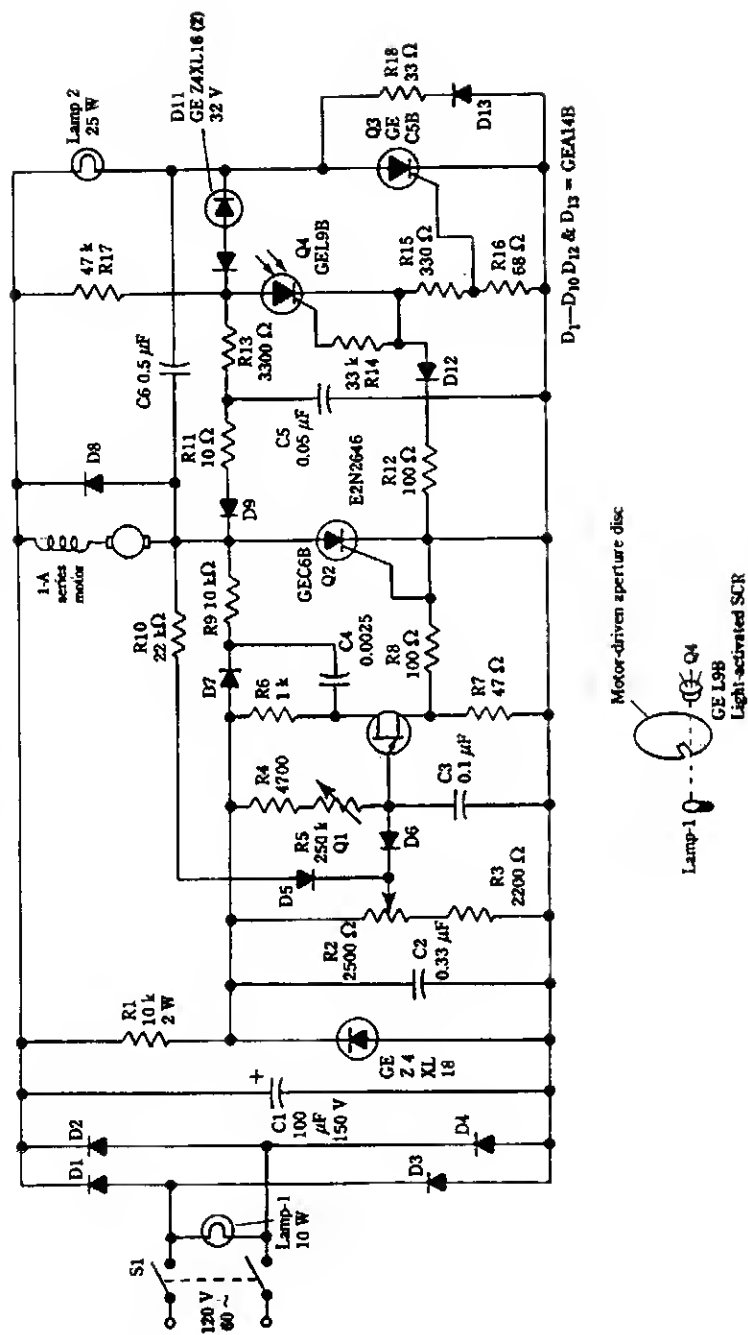 S1
120 V
60 ~
Lamp-1
10 W
D1
D2
D3
D4
C1
100
μF
150 V
+
R1
10 k
2 W
GE
Z 4
XL
18
C2
0.33 μF
R2
2500 Ω
R3
2200 Ω
D5
D6
R5
250 k
Q1
R4
4700
C3
0.1 μF
R6
1 k
D7
C4
0.0025
R7
47 Ω
R8
100 Ω
R9 10 kΩ
R10
22 kΩ
1-A
series
motor
D8
GEC6B
Q2
E2N2646
D9
R11
10 Ω
C6 0.5 μF
C5
0.05 μF
R12
100 Ω
D12
R13
3300 Ω
33 k
R14
47 k
R17
Q4
GEL9B
R15
330 Ω
R16
68 Ω
Lamp 2
25 W
D11
GE Z4XL16 (2)
32 V
Q3
GE
C5B
R18
33 Ω
D13
D1—D10 D12 & D13 = GEA14B
Motor-driven aperture disc
Lamp-1
Q4
GE L9B
Light-activated SCR